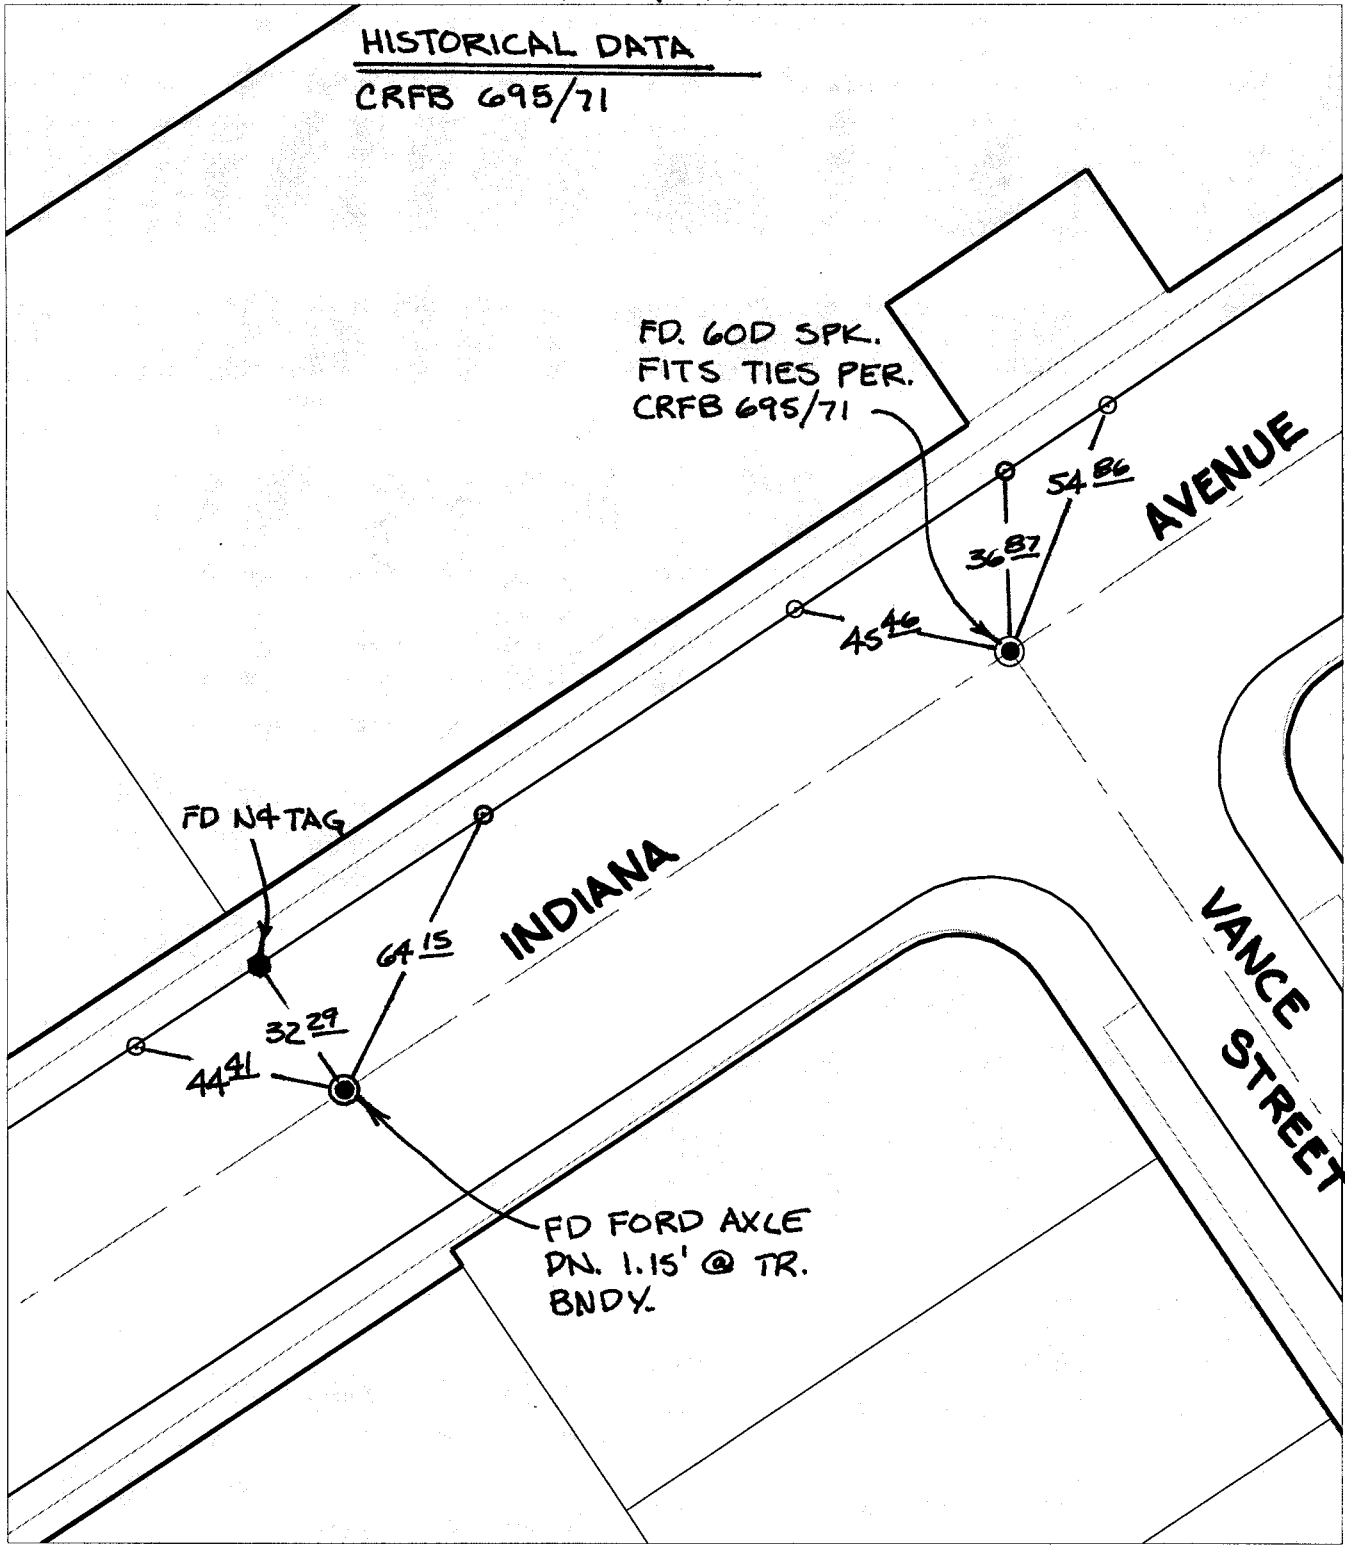 HISTORICAL DATA
CRFB 695/71
FD. 60D SPK.
FITS TIES PER.
CRFB 695/71
54 86
AVENUE
36 87
45 46
FD N4 TAG
INDIANA
64 15
VANCE
STREET
32 29
44 41
FD FORD AXLE
DN. 1.15' @ TR.
BNDY.